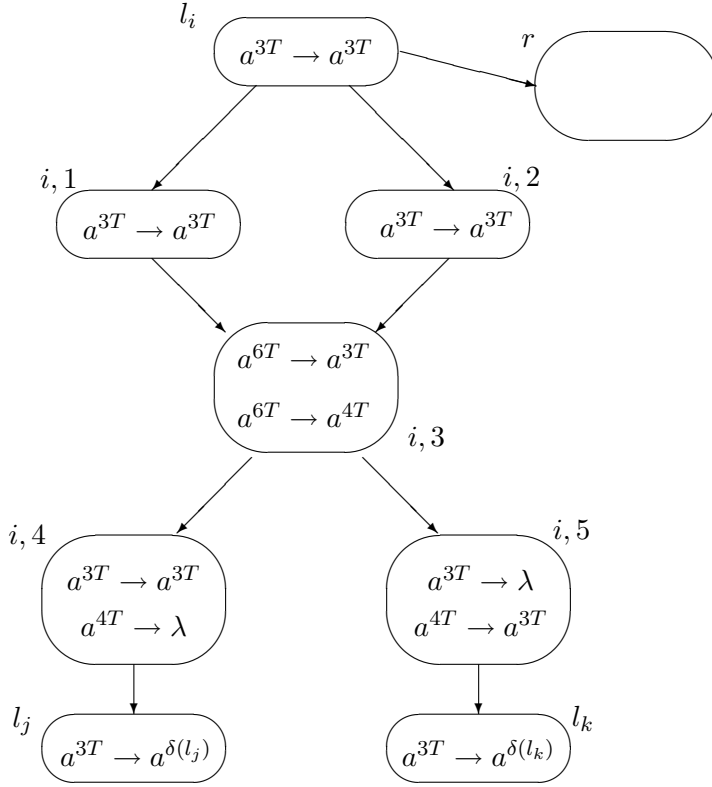 l_i
a^{3T} → a^{3T}
r
i, 1
a^{3T} → a^{3T}
i, 2
a^{3T} → a^{3T}
a^{6T} → a^{3T}
a^{6T} → a^{4T}
i, 3
i, 4
a^{3T} → a^{3T}
a^{4T} → λ
i, 5
a^{3T} → λ
a^{4T} → a^{3T}
l_j
a^{3T} → a^{δ(l_j)}
l_k
a^{3T} → a^{δ(l_k)}